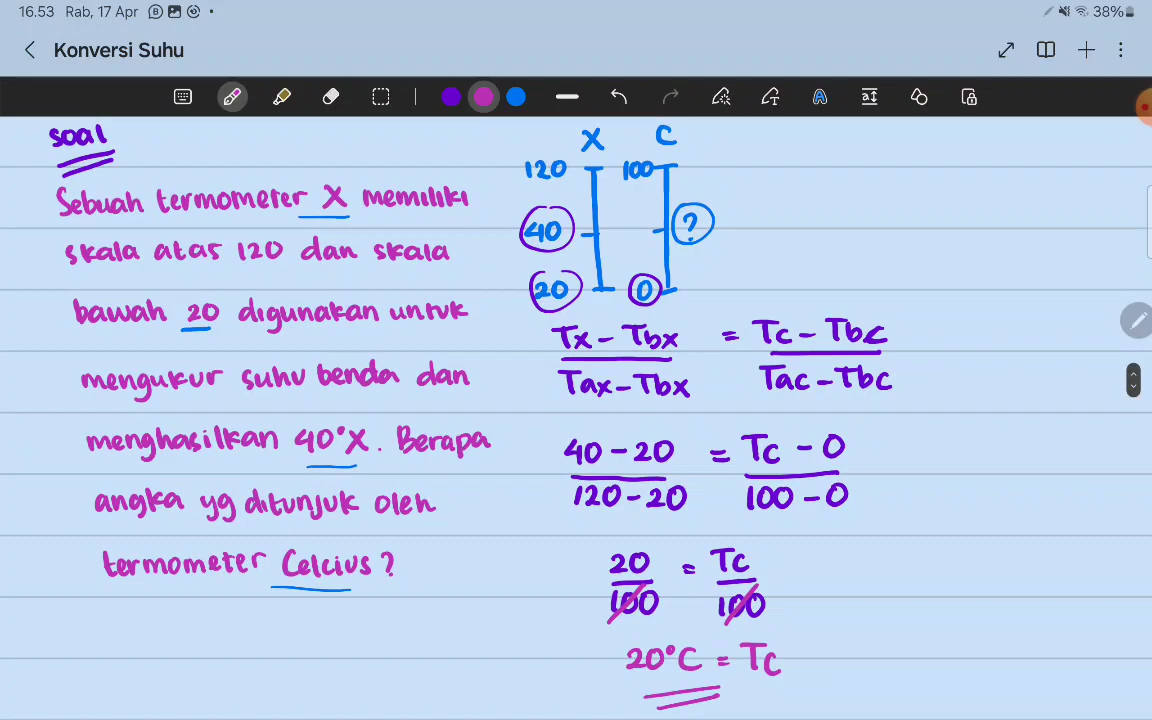 16.53 Rab, 17 Apr
38%
Konversi Suhu
soal
Sebuah termometer X memiliki
skala atas 120 dan skala
bawah 20 digunakan untuk
mengukur suhu benda dan
menghasilkan 40°X. Berapa
angka yg ditunjuk oleh
termometer Celcius?
X C
120 100
40 ?
20 0
Tx - Tbx = Tc - Tbc
Tax - Tbx Tac - Tbc
40 - 20 = Tc - 0
120 - 20 100 - 0
20 = Tc
100 100
20°C = Tc